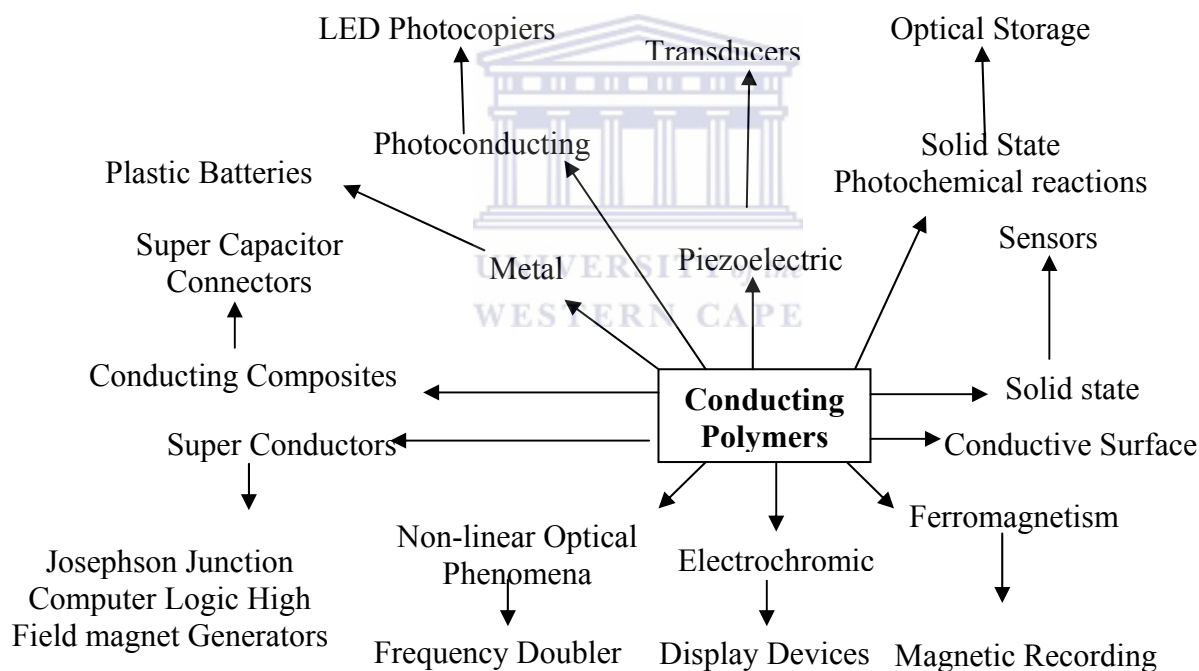 LED Photocopiers
Transducers
Optical Storage
Photoconducting
Solid State
Photochemical reactions
Plastic Batteries
Super Capacitor
Connectors
Metal
Piezoelectric
Sensors
UNIVERSITY of the
WESTERN CAPE
Conducting Composites
Conducting
Polymers
Solid state
Super Conductors
Conductive Surface
Ferromagnetism
Non-linear Optical
Phenomena
Electrochromic
Josephson Junction
Computer Logic High
Field magnet Generators
Frequency Doubler
Display Devices
Magnetic Recording